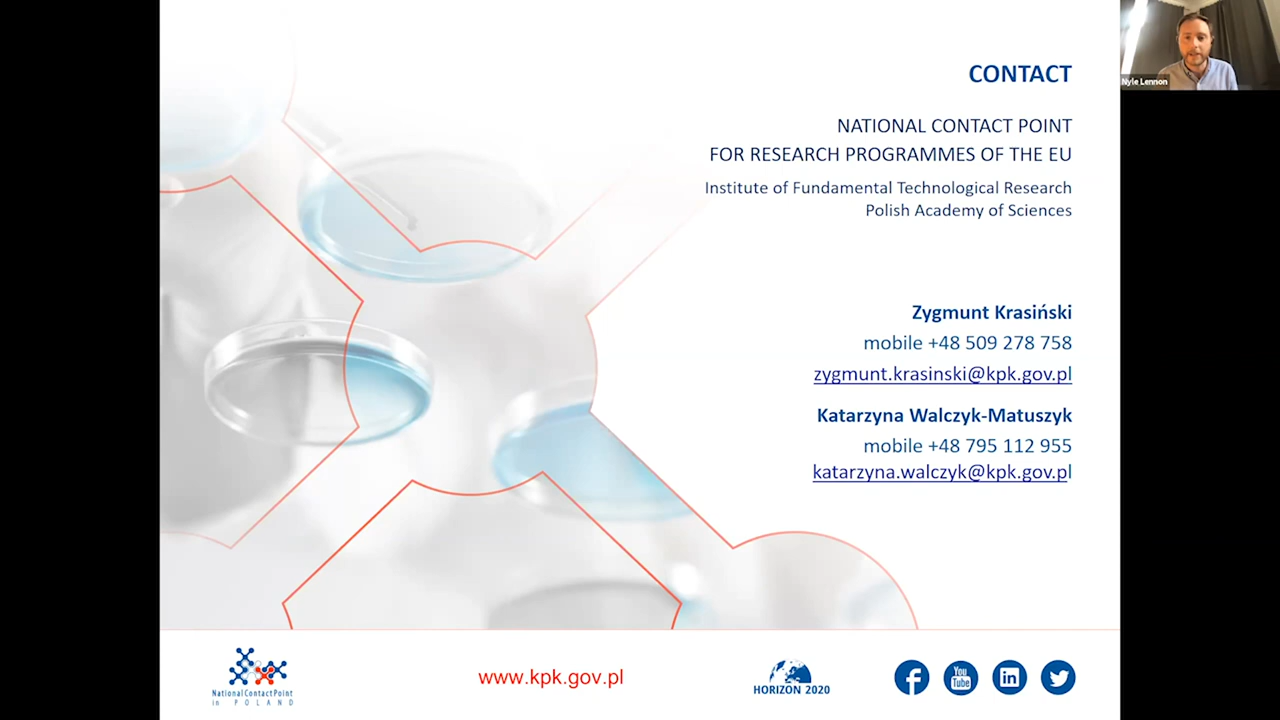 CONTACT
NATIONAL CONTACT POINT
FOR RESEARCH PROGRAMMES OF THE EU
Institute of Fundamental Technological Research
Polish Academy of Sciences
Zygmunt Krasiński
mobile +48 509 278 758
zygmunt.krasinski@kpk.gov.pl
Katarzyna Walczyk-Matuszyk
mobile +48 795 112 955
katarzyna.walczyk@kpk.gov.pl
Nyle Lennon
National Contact Point
in POLAND
www.kpk.gov.pl
HORIZON 2020
You
Tube